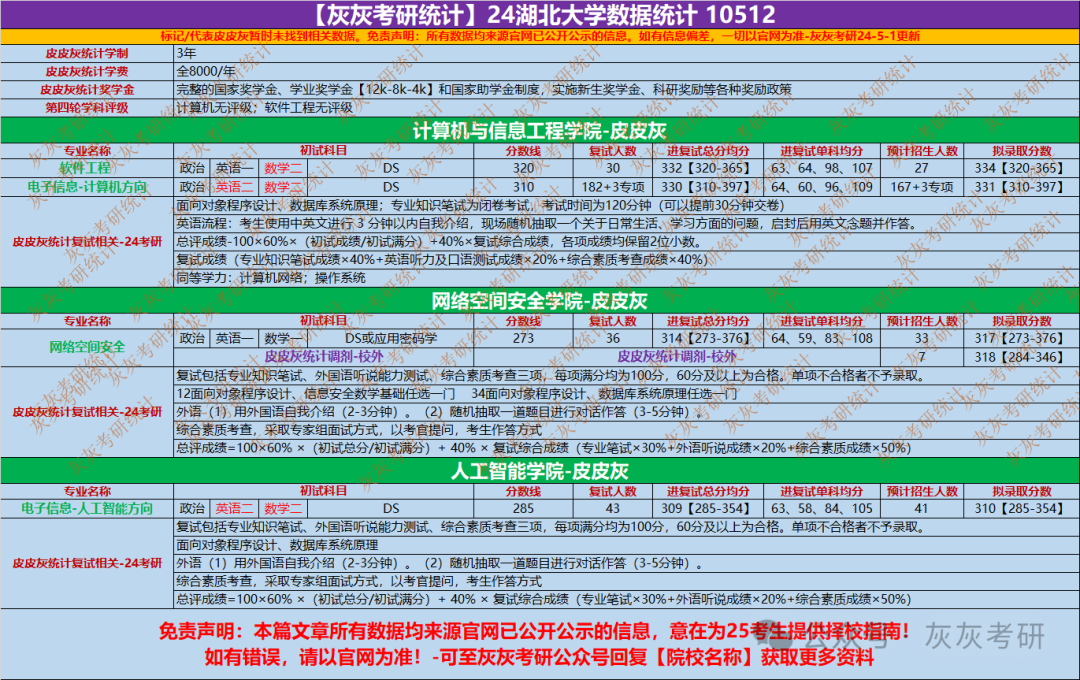 【灰灰考研统计】24湖北大学数据统计 10512
标记/代表皮皮灰暂时未找到相关数据。免责声明：所有数据均来源官网已公开公示的信息。如有信息偏差，一切以官网为准-灰灰考研24-5-1更新
皮皮灰统计学制 3年
皮皮灰统计学费 全8000/年
皮皮灰统计奖学金 完整的国家奖学金、学业奖学金【12k-8k-4k】和国家助学金制度，实施新生奖学金、科研奖励等各种奖励政策
第四轮学科评级 计算机无评级；软件工程无评级
计算机与信息工程学院-皮皮灰
专业名称 初试科目 分数线 复试人数 进复试总分均分 进复试单科均分 预计招生人数 拟录取分数
软件工程 政治 英语一 数学二 DS 320 30 332【320-365】 63、64、98、107 27 334【320-365】
电子信息-计算机方向 政治 英语二 数学二 DS 310 182+3专项 330【310-397】 64、60、96、109 167+3专项 331【310-397】
皮皮灰统计复试相关-24考研
面向对象程序设计、数据库系统原理；专业知识笔试为闭卷考试，考试时间为120分钟（可以提前30分钟交卷）
英语流程：考生使用中英文进行 3 分钟以内自我介绍，现场随机抽取一个关于日常生活、学习方面的问题，启封后用英文念题并作答。
总评成绩-100×60%×（初试成绩/初试满分）+40%×复试综合成绩，各项成绩均保留2位小数。
复试成绩（专业知识笔试成绩×40%+英语听力及口语测试成绩×20%+综合素质考查成绩×40%）
同等学力：计算机网络；操作系统
网络空间安全学院-皮皮灰
专业名称 初试科目 分数线 复试人数 进复试总分均分 进复试单科均分 预计招生人数 拟录取分数
网络空间安全 政治 英语一 数学一 DS或应用密码学 273 36 314【273-376】 64、59、83、108 33 317【273-376】
皮皮灰统计调剂-校外 皮皮灰统计调剂-校外 7 318【284-346】
皮皮灰统计复试相关-24考研
复试包括专业知识笔试、外国语听说能力测试、综合素质考查三项，每项满分均为100分，60分及以上为合格。单项不合格者不予录取。
12面向对象程序设计、信息安全数学基础任选一门 34面向对象程序设计、数据库系统原理任选一门
外语（1）用外国语自我介绍（2-3分钟）。（2）随机抽取一道题目进行对话作答（3-5分钟）。
综合素质考查，采取专家组面试方式，以考官提问，考生作答方式
总评成绩=100×60% ×（初试总分/初试满分）+ 40% × 复试综合成绩（专业笔试×30%+外语听说成绩×20%+综合素质成绩×50%）
人工智能学院-皮皮灰
专业名称 初试科目 分数线 复试人数 进复试总分均分 进复试单科均分 预计招生人数 拟录取分数
电子信息-人工智能方向 政治 英语二 数学二 DS 285 43 309【285-354】 63、58、84、105 41 310【285-354】
皮皮灰统计复试相关-24考研
复试包括专业知识笔试、外国语听说能力测试、综合素质考查三项，每项满分均为100分，60分及以上为合格。单项不合格者不予录取。
面向对象程序设计、数据库系统原理
外语（1）用外国语自我介绍（2-3分钟）。（2）随机抽取一道题目进行对话作答（3-5分钟）。
综合素质考查，采取专家组面试方式，以考官提问，考生作答方式
总评成绩=100×60% ×（初试总分/初试满分）+ 40% × 复试综合成绩（专业笔试×30%+外语听说成绩×20%+综合素质成绩×50%）
免责声明：本篇文章所有数据均来源官网已公开公示的信息，意在为25考生提供择校指南！
如有错误，请以官网为准！-可至灰灰考研公众号回复【院校名称】获取更多资料
公众号 灰灰考研
灰灰考研统计